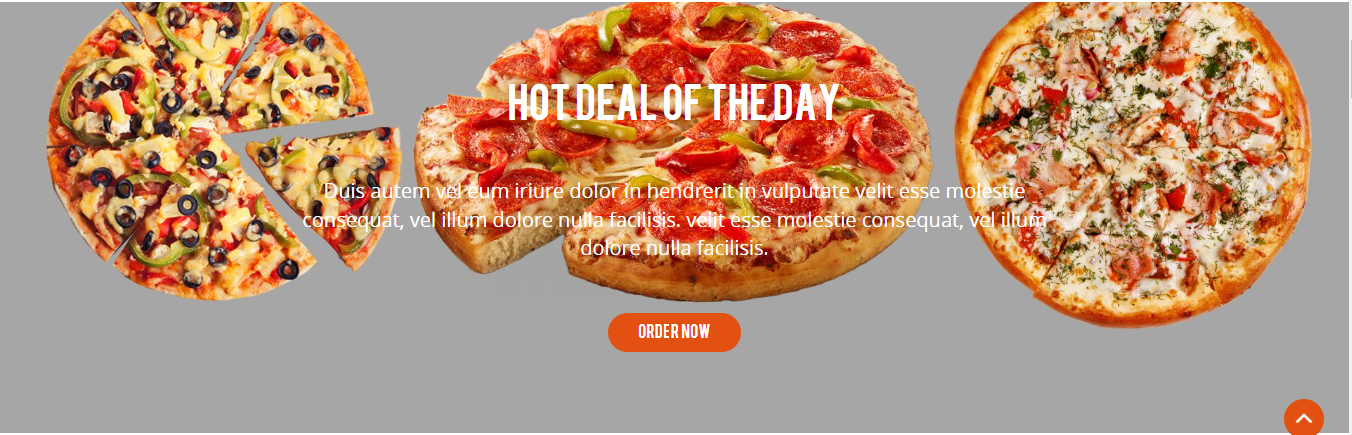 HOT DEAL OF THE DAY
Duis autem vel eum iriure dolor in hendrerit in vulputate velit esse molestie
consequat, vel illum dolore nulla facilisis. velit esse molestie consequat, vel illum
dolore nulla facilisis.
ORDER NOW